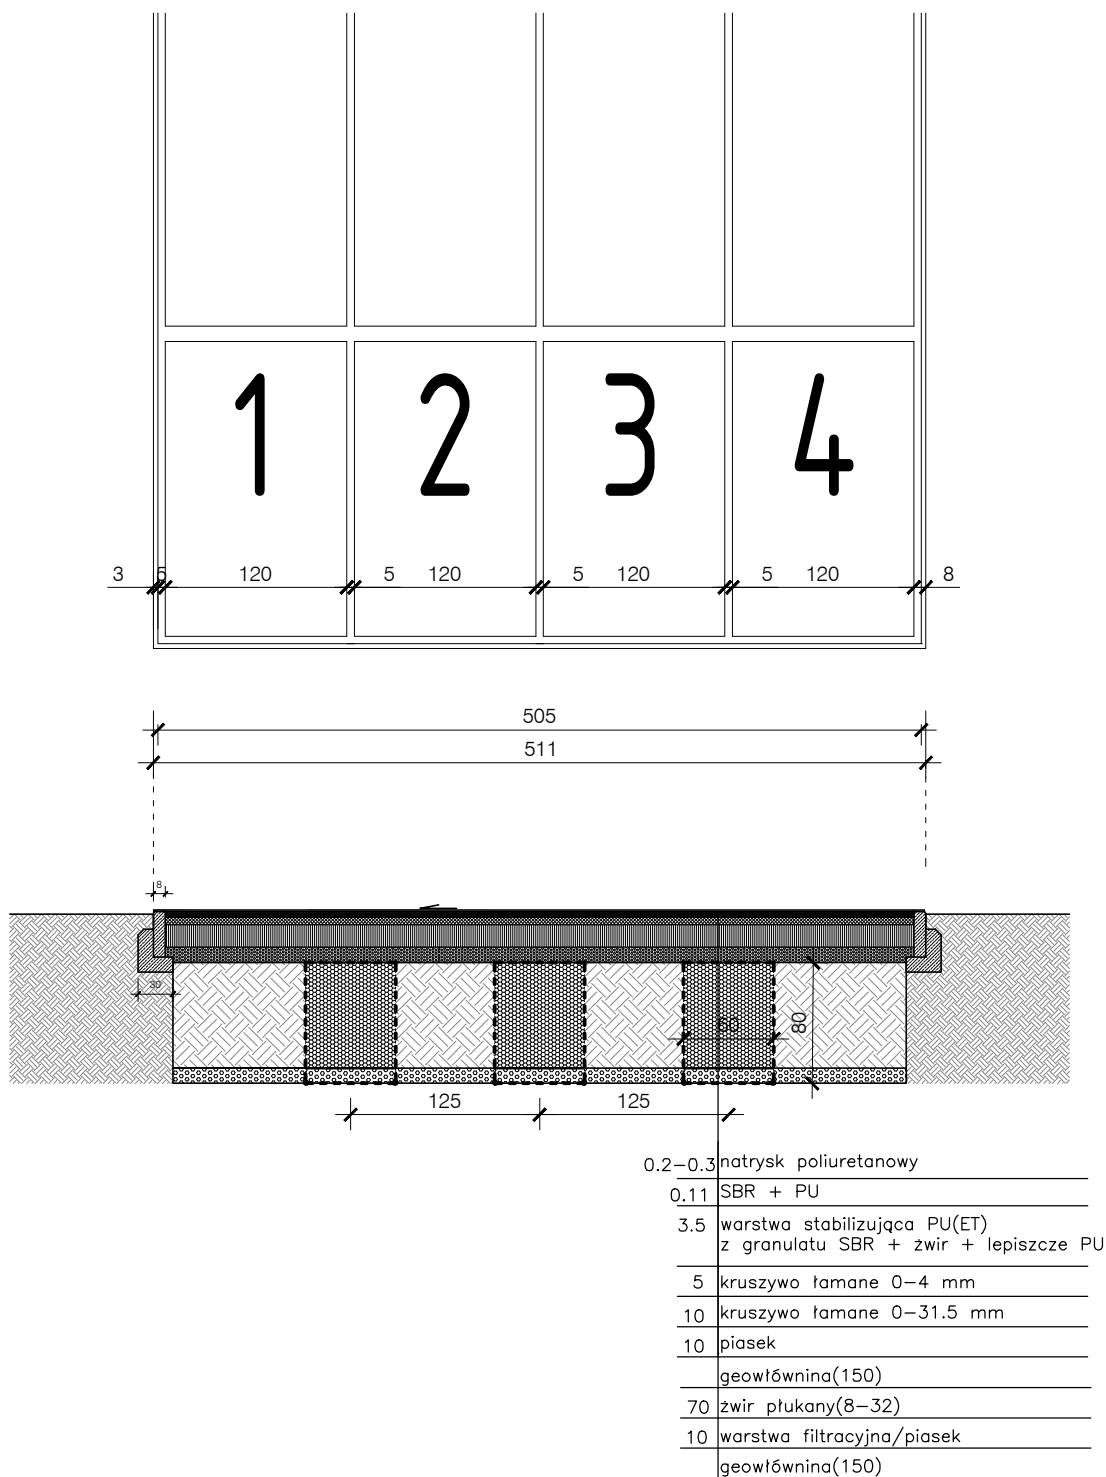 1 2 3 4
3 5 120 5 120 5 120 5 120 8
505
511
8
30
60
80
125 125
0.2-0.3 natrysk poliuretanowy
0.11 SBR + PU
3.5 warstwa stabilizująca PU(ET)
z granulatu SBR + żwir + lepiszcze PU
5 kruszywo łamane 0-4 mm
10 kruszywo łamane 0-31.5 mm
10 piasek
geowłównina(150)
70 żwir płukany(8-32)
10 warstwa filtracyjna/piasek
geowłównina(150)